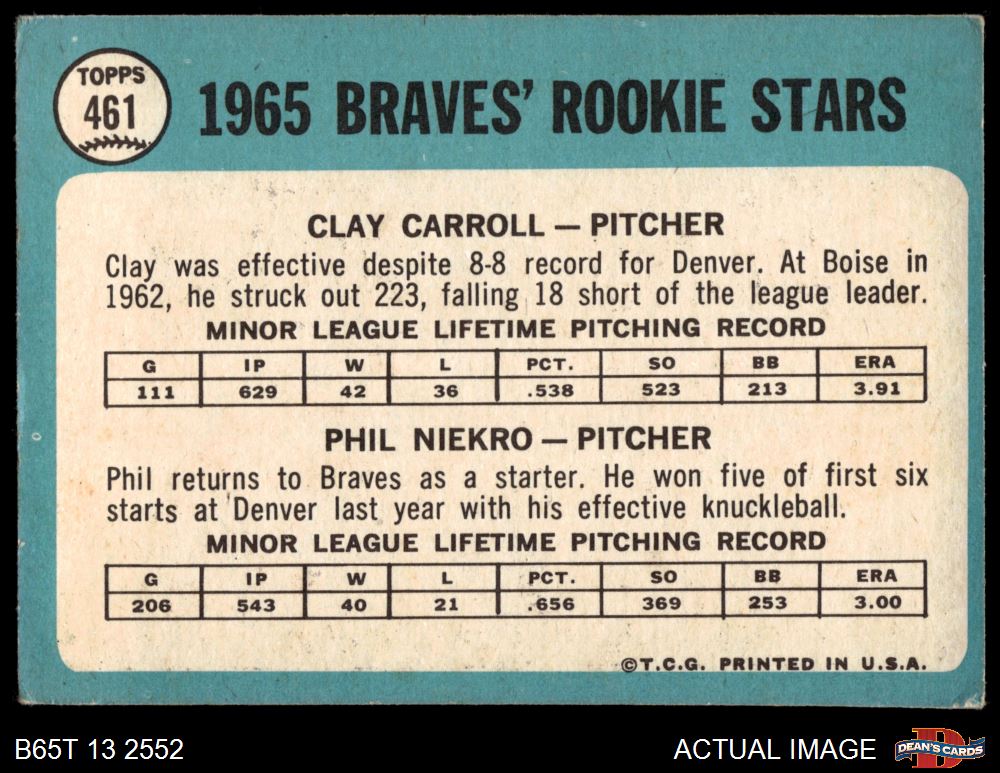 TOPPS
461
1965 BRAVES' ROOKIE STARS
CLAY CARROLL — PITCHER
Clay was effective despite 8-8 record for Denver. At Boise in
1962, he struck out 223, falling 18 short of the league leader.
MINOR LEAGUE LIFETIME PITCHING RECORD
G IP W L PCT. SO BB ERA
111 629 42 36 .538 523 213 3.91
PHIL NIEKRO — PITCHER
Phil returns to Braves as a starter. He won five of first six
starts at Denver last year with his effective knuckleball.
MINOR LEAGUE LIFETIME PITCHING RECORD
G IP W L PCT. SO BB ERA
206 543 40 21 .656 369 253 3.00
©T.C.G. PRINTED IN U.S.A.
B65T 13 2552
ACTUAL IMAGE
D
DEAN'S CARDS